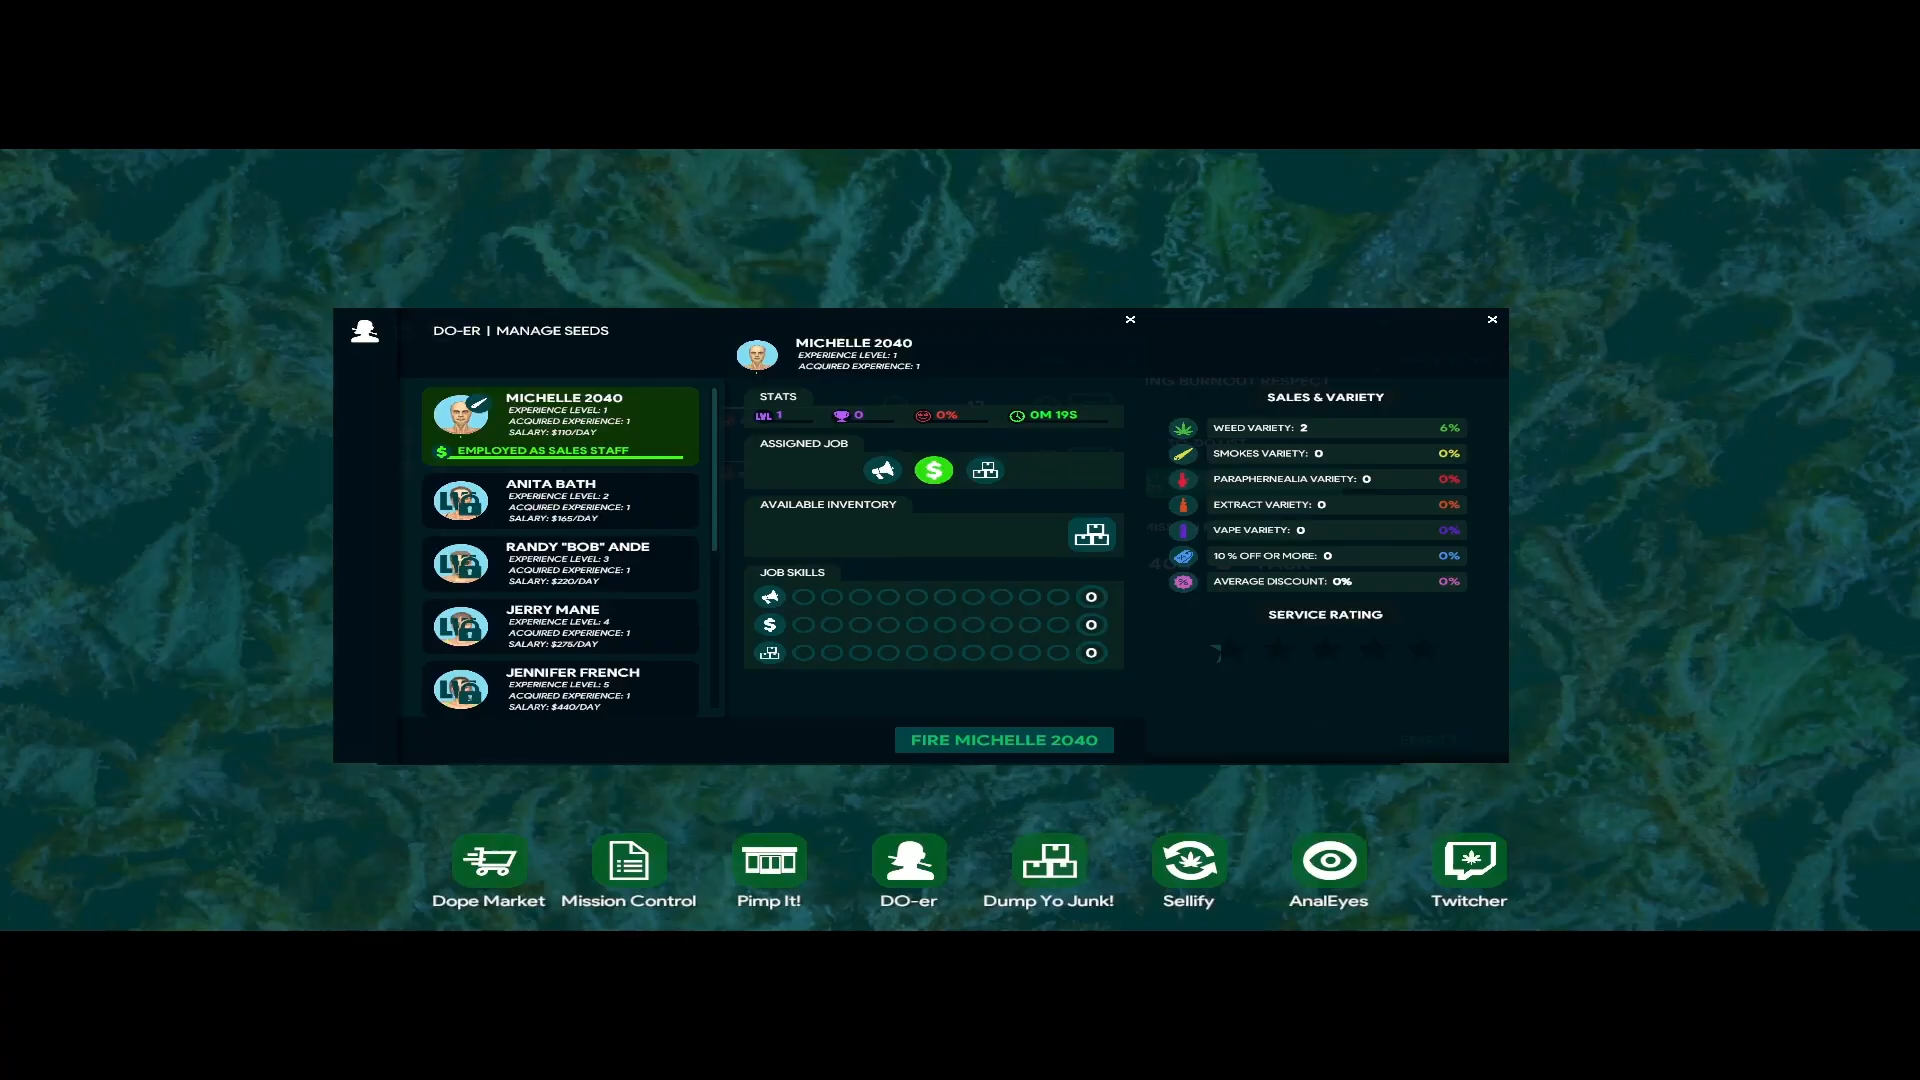 DO-ER | MANAGE SEEDS
MICHELLE 2040
EXPERIENCE LEVEL: 1
ACQUIRED EXPERIENCE: 1
SALARY: $110/DAY
EMPLOYED AS SALES STAFF
ANITA BATH
EXPERIENCE LEVEL: 2
ACQUIRED EXPERIENCE: 1
SALARY: $165/DAY
RANDY "BOB" ANDE
EXPERIENCE LEVEL: 3
ACQUIRED EXPERIENCE: 1
SALARY: $220/DAY
JERRY MANE
EXPERIENCE LEVEL: 4
ACQUIRED EXPERIENCE: 1
SALARY: $275/DAY
JENNIFER FRENCH
EXPERIENCE LEVEL: 5
ACQUIRED EXPERIENCE: 1
SALARY: $440/DAY
MICHELLE 2040
EXPERIENCE LEVEL: 1
ACQUIRED EXPERIENCE: 1
STATS
LVL 1 0 0% 0M 19S
ASSIGNED JOB
AVAILABLE INVENTORY
JOB SKILLS
0
$ 0
0
FIRE MICHELLE 2040
ING BURNOUT RESPECT
SALES & VARIETY
WEED VARIETY: 2 6%
SMOKES VARIETY: 0 0%
PARAPHERNEALIA VARIETY: 0 0%
EXTRACT VARIETY: 0 0%
VAPE VARIETY: 0 0%
10 % OFF OR MORE: 0 0%
AVERAGE DISCOUNT: 0% 0%
SERVICE RATING
Dope Market
Mission Control
Pimp It!
DO-er
Dump Yo Junk!
Sellify
AnalEyes
Twitcher